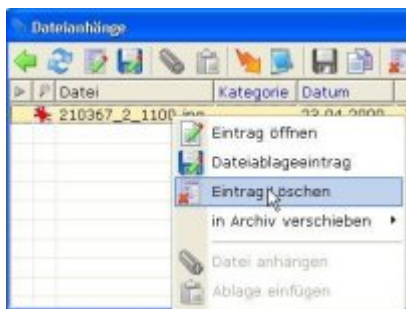 Dateianhänge
Datei Kategorie Datum
210367_2_1100.jpg 23.04.2009
Eintrag öffnen
Dateiablageeintrag
Eintrag Löschen
in Archiv verschieben
Datei anhängen
Ablage einfügen